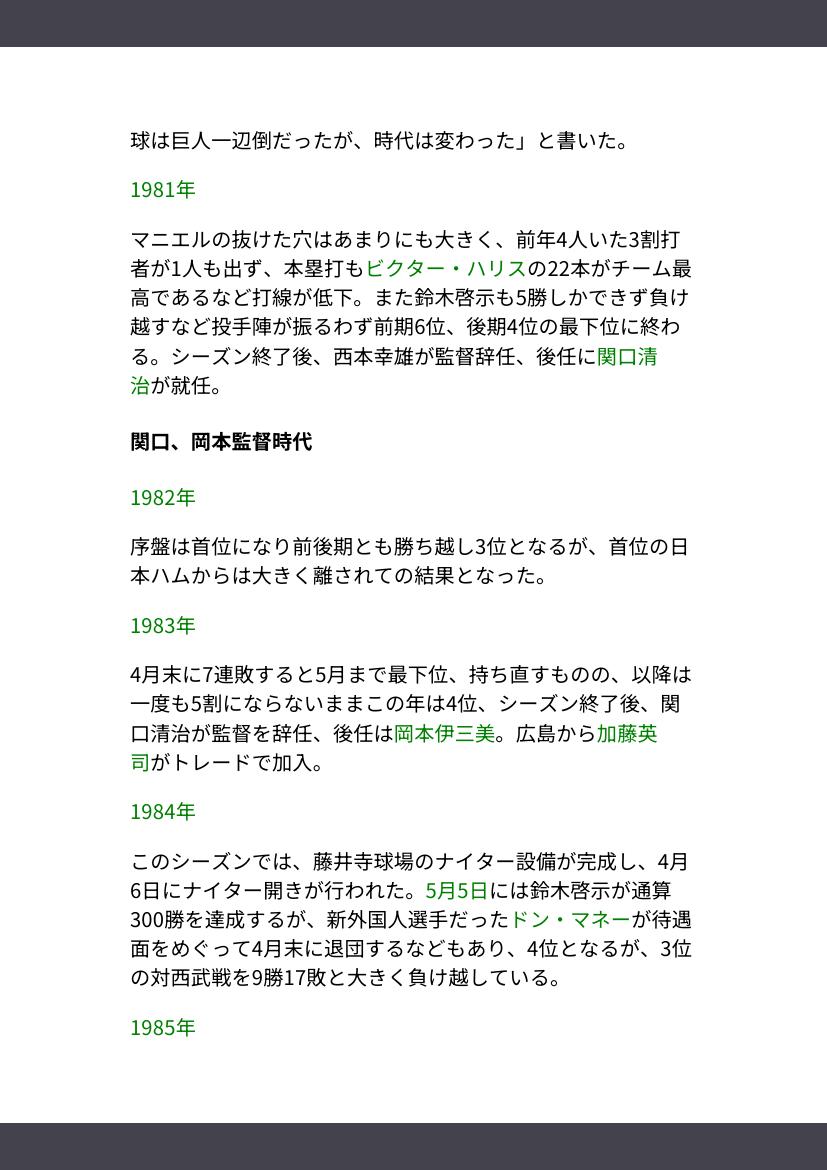 球は巨人一辺倒だったが、時代は変わった」と書いた。
1981年
マニエルの抜けた穴はあまりにも大きく、前年4人いた3割打
者が1人も出ず、本塁打もビクター・ハリスの22本がチーム最
高であるなど打線が低下。また鈴木啓示も5勝しかできず負け
越すなど投手陣が振るわず前期6位、後期4位の最下位に終わ
る。シーズン終了後、西本幸雄が監督辞任、後任に関口清
治が就任。
関口、岡本監督時代
1982年
序盤は首位になり前後期とも勝ち越し3位となるが、首位の日
本ハムからは大きく離されての結果となった。
1983年
4月末に7連敗すると5月まで最下位、持ち直すものの、以降は
一度も5割にならないままこの年は4位、シーズン終了後、関
口清治が監督を辞任、後任は岡本伊三美。広島から加藤英
司がトレードで加入。
1984年
このシーズンでは、藤井寺球場のナイター設備が完成し、4月
6日にナイター開きが行われた。5月5日には鈴木啓示が通算
300勝を達成するが、新外国人選手だったドン・マネーが待遇
面をめぐって4月末に退団するなどもあり、4位となるが、3位
の対西武戦を9勝17敗と大きく負け越している。
1985年